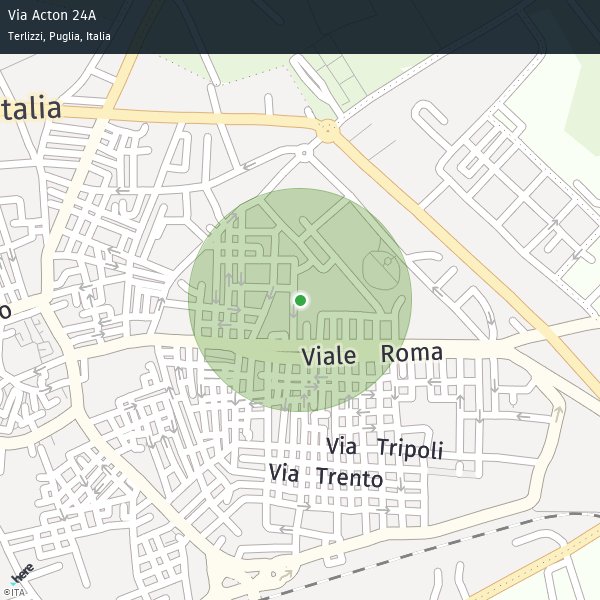 Via Acton 24A
Terlizzi, Puglia, Italia
talia
o
Viale Roma
Via Tripoli
Via Trento
here
©ITA